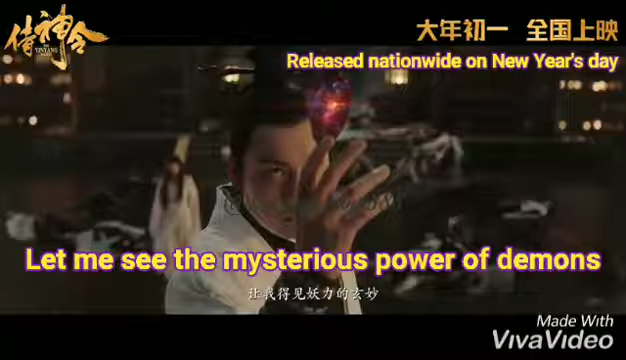 侍神令
YINYANG
大年初一 全国上映
Released nationwide on New Year's day
Let me see the mysterious power of demons
让我得见妖力的玄妙
Made With
VivaVideo